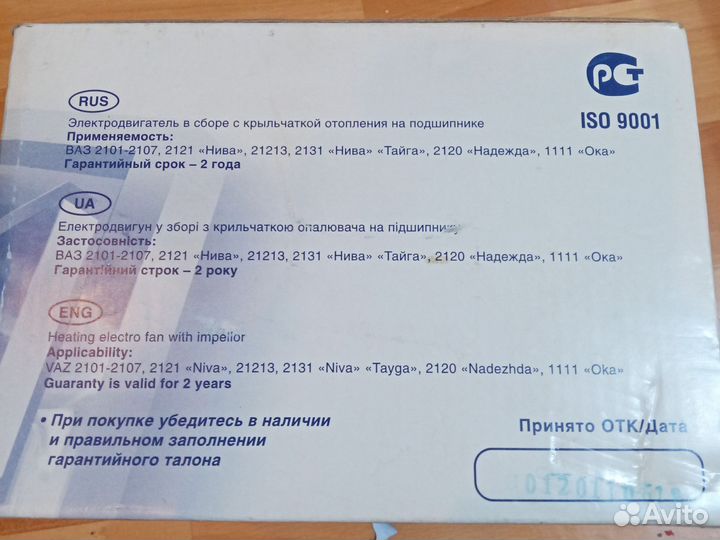 РСТ
ISO 9001
RUS
Электродвигатель в сборе с крыльчаткой отопления на подшипнике
Применяемость:
ВАЗ 2101-2107, 2121 «Нива», 21213, 2131 «Нива» «Тайга», 2120 «Надежда», 1111 «Ока»
Гарантийный срок – 2 года
UA
Електродвигун у зборі з крильчаткою опалювача на підшипнику
Застосовність:
ВАЗ 2101-2107, 2121 «Нива», 21213, 2131 «Нива» «Тайга», 2120 «Надежда», 1111 «Ока»
Гарантійний строк – 2 року
ENG
Heating electro fan with impellor
Applicability:
VAZ 2101-2107, 2121 «Niva», 21213, 2131 «Niva» «Tayga», 2120 «Nadezhda», 1111 «Oka»
Guaranty is valid for 2 years
• При покупке убедитесь в наличии
и правильном заполнении
гарантийного талона
Принято ОТК/Дата
Avito